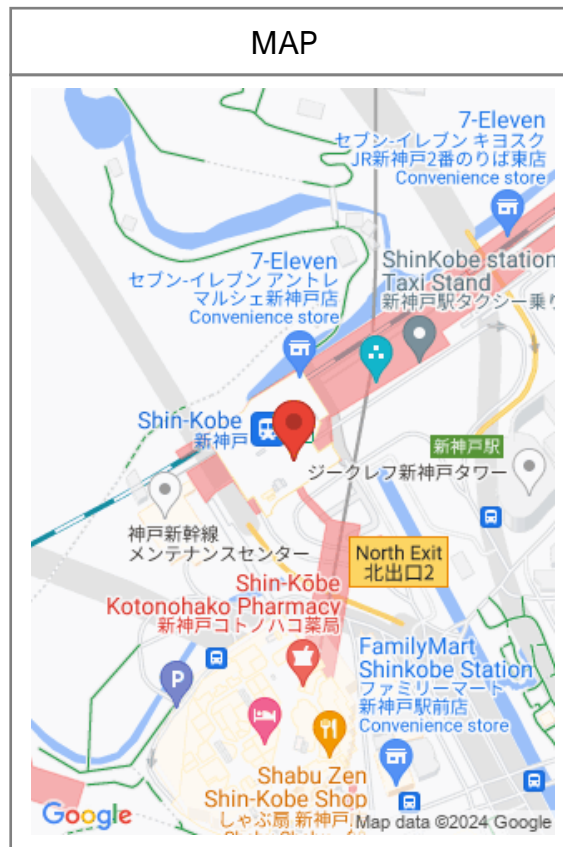 MAP
7-Eleven
セブン-イレブン キヨスク
JR新神戸2番のりば東店
Convenience store
7-Eleven
セブン-イレブン アントレ
マルシェ新神戸店
Convenience store
ShinKobe station
Taxi Stand
新神戸駅タクシー乗り
Shin-Kobe
新神戸
新神戸駅
ジークレフ新神戸タワー
神戸新幹線
メンテナンスセンター
North Exit
北出口2
Shin-Kōbe
Kotonohako Pharmacy
新神戸コトノハコ薬局
FamilyMart
Shinkobe Station
ファミリーマート
新神戸駅前店
Convenience store
P
Shabu Zen
Shin-Kobe Shop
しゃぶ扇 新神戸
Google
Map data ©2024 Google